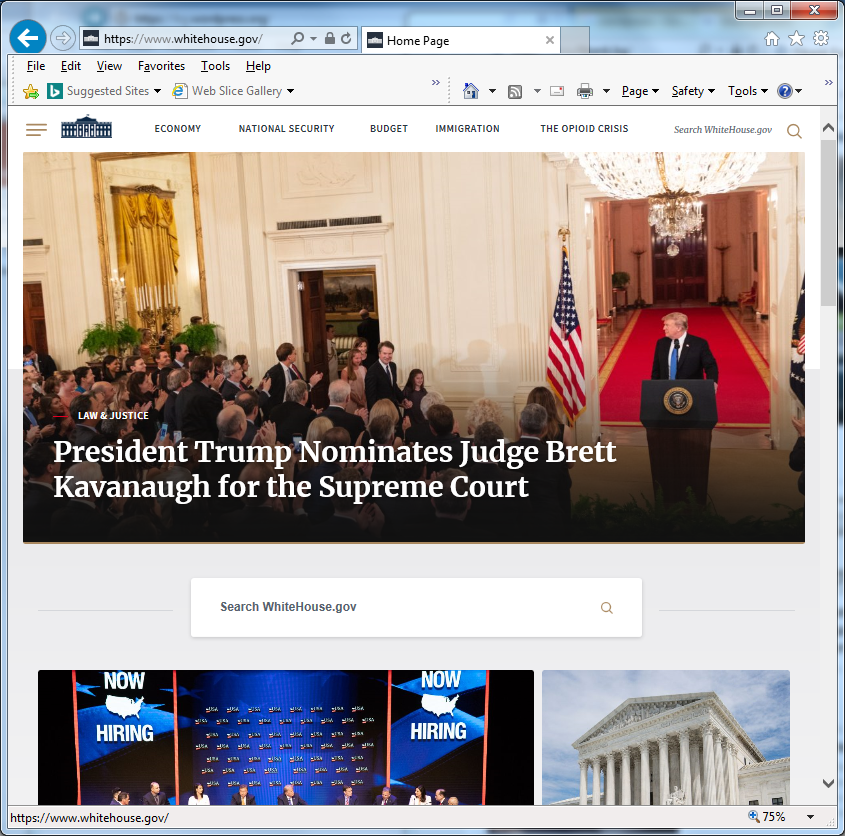 https://www.whitehouse.gov/
Home Page
File Edit View Favorites Tools Help
Suggested Sites Web Slice Gallery » Page Safety Tools »
ECONOMY NATIONAL SECURITY BUDGET IMMIGRATION THE OPIOID CRISIS Search WhiteHouse.gov
LAW & JUSTICE
President Trump Nominates Judge Brett
Kavanaugh for the Supreme Court
Search WhiteHouse.gov
NOW
HIRING
NOW
HIRING
https://www.whitehouse.gov/ 75%